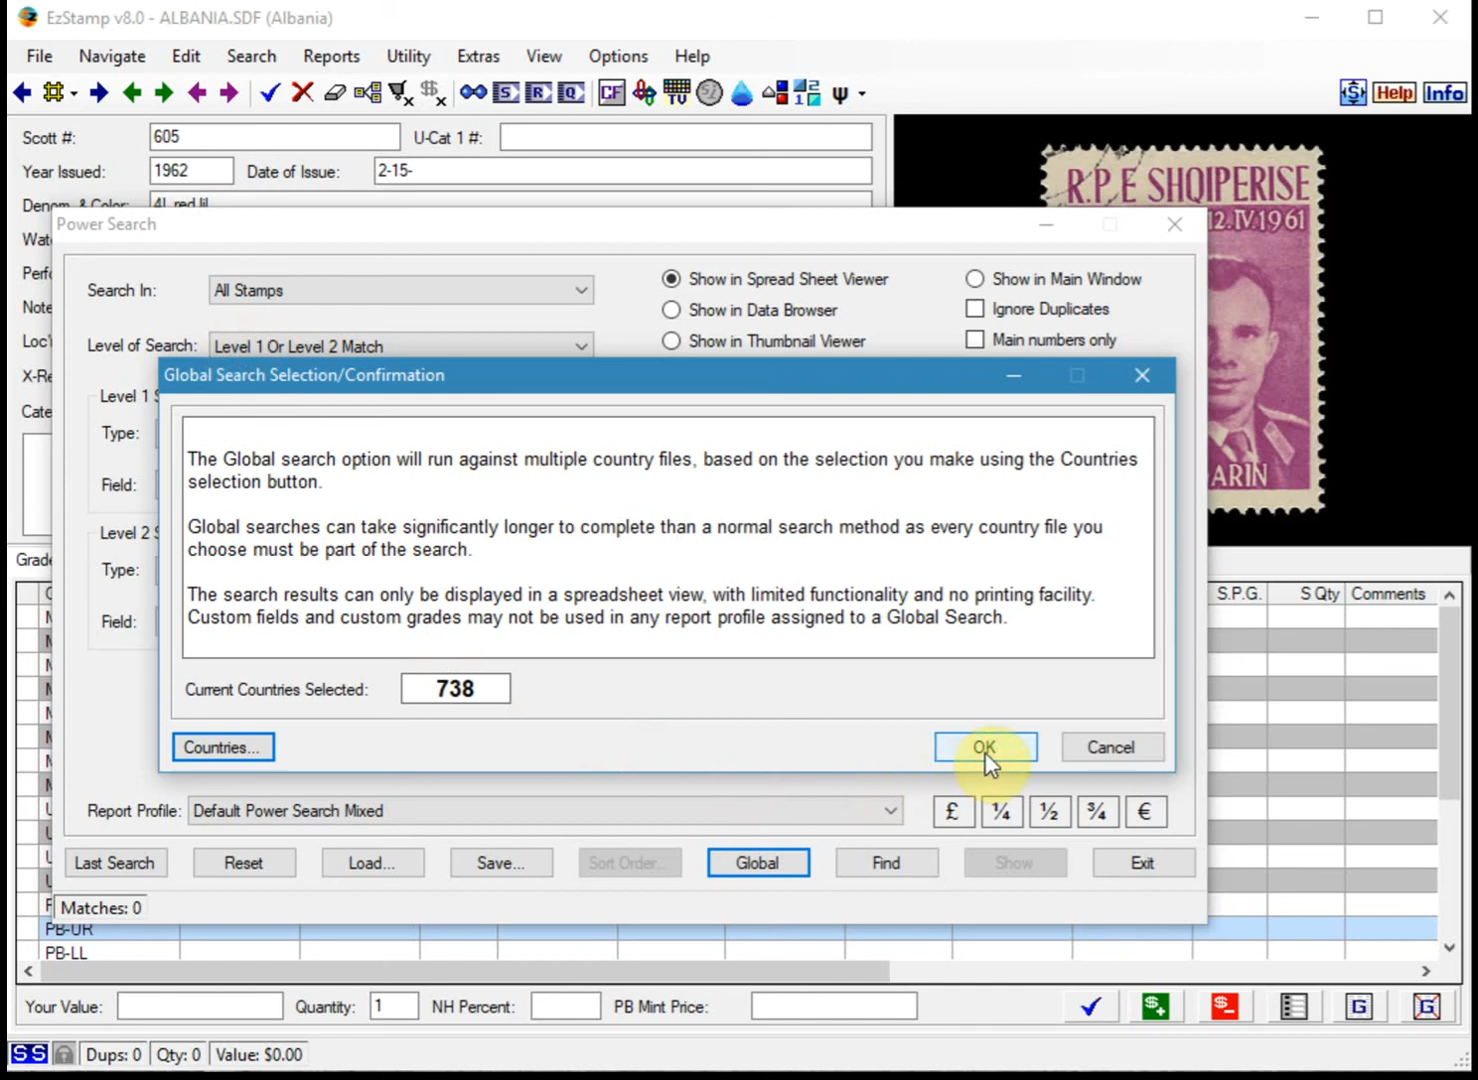 EzStamp v8.0 - ALBANIA.SDF (Albania)
File Navigate Edit Search Reports Utility Extras View Options Help
S R Q CF TV S Help Info
Scott #: 605 U-Cat 1 #:
Year Issued: 1962 Date of Issue: 2-15-
Denom. & Color: 4l red lil
R.P.E SHQIPERISE
12.IV.1961
ARIN
Power Search
Search In: All Stamps
Show in Spread Sheet Viewer
Show in Main Window
Show in Data Browser
Ignore Duplicates
Level of Search: Level 1 Or Level 2 Match
Show in Thumbnail Viewer
Main numbers only
Level 1 S
Type:
Field:
Level 2 S
Type:
Field:
Global Search Selection/Confirmation
The Global search option will run against multiple country files, based on the selection you make using the Countries
selection button.
Global searches can take significantly longer to complete than a normal search method as every country file you
choose must be part of the search.
The search results can only be displayed in a spreadsheet view, with limited functionality and no printing facility.
Custom fields and custom grades may not be used in any report profile assigned to a Global Search.
Current Countries Selected: 738
Countries... OK Cancel
Report Profile: Default Power Search Mixed £ ¼ ½ ¾ €
Last Search Reset Load... Save... Sort Order... Global Find Show Exit
Matches: 0
Wat
Perfo
Note
Loc'
X-Re
Cate
Grade
S.P.G. S Qty Comments
PB-UR
PB-LL
Your Value: Quantity: 1 NH Percent: PB Mint Price:
G G
SS Dups: 0 Qty: 0 Value: $0.00